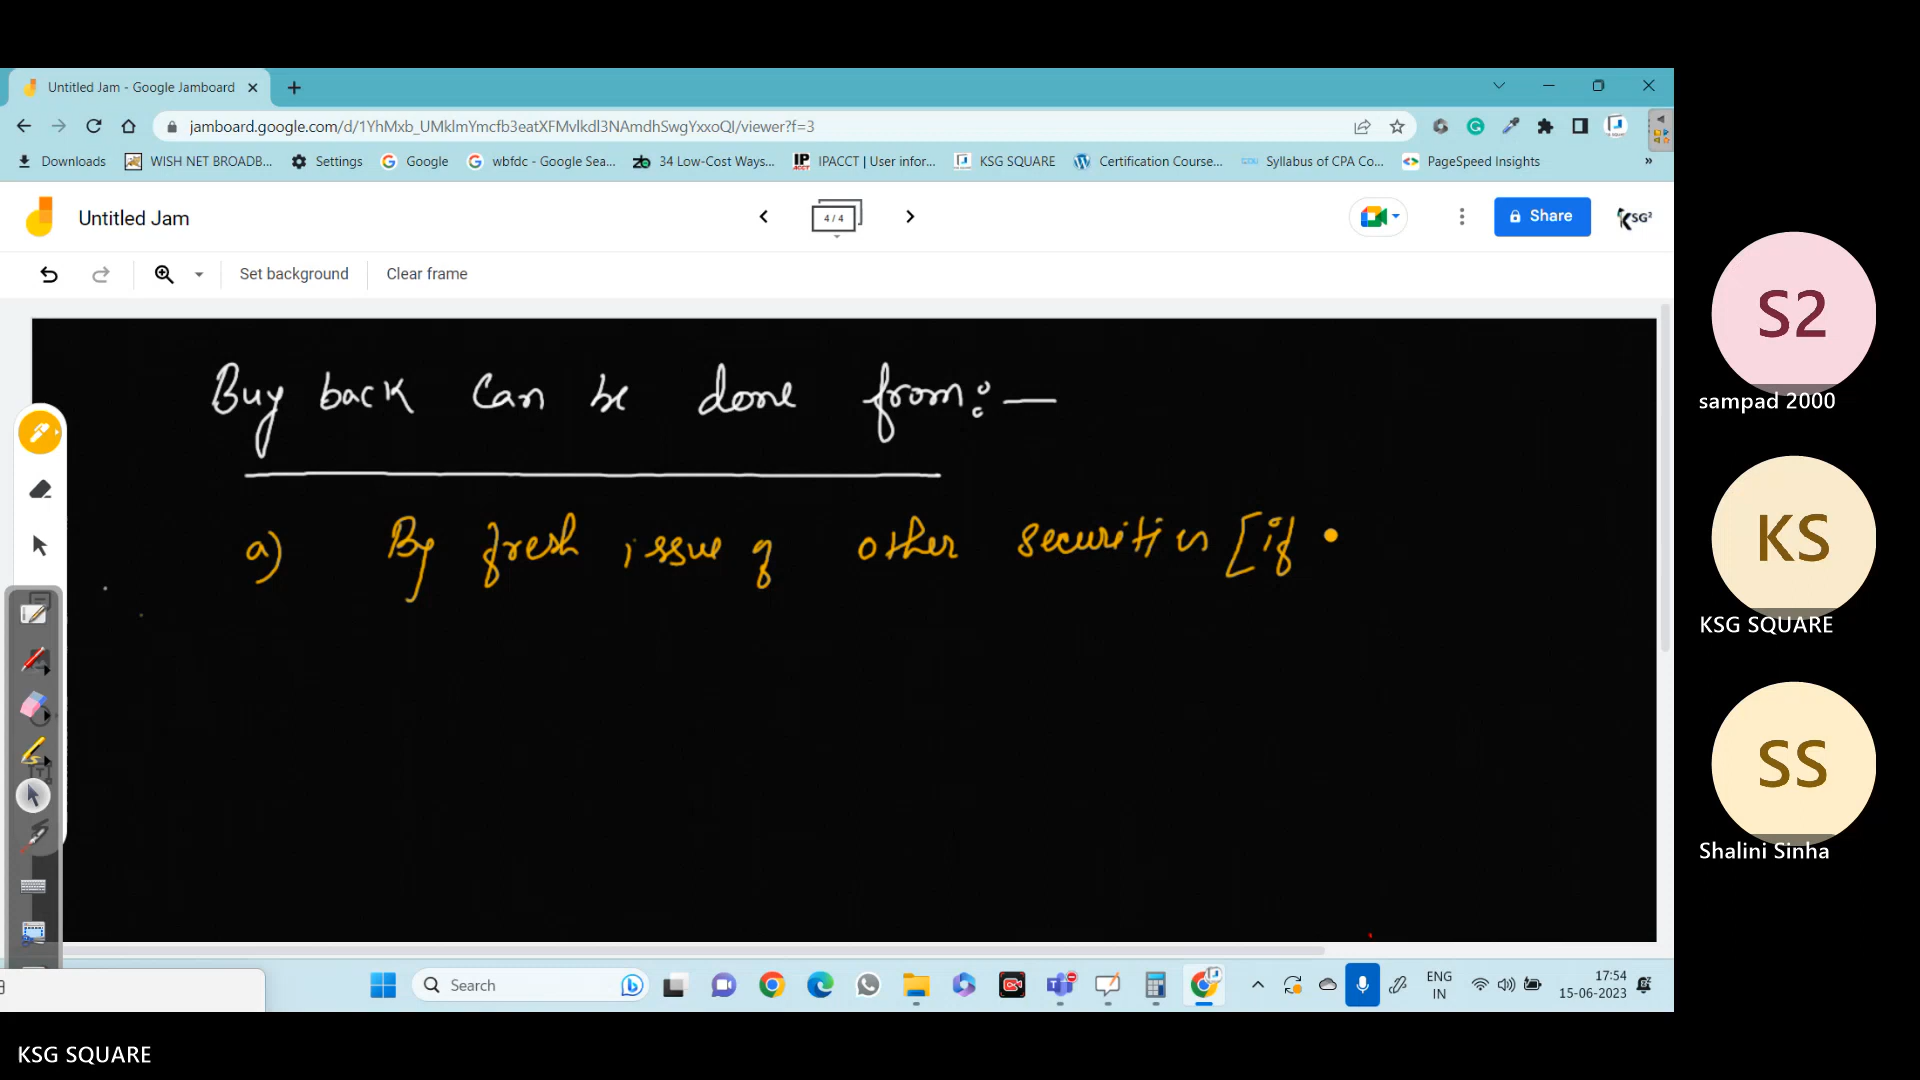 Untitled Jam - Google Jamboard
jamboard.google.com/d/1YhMxb_UMklmYmcfb3eatXFMvlkdl3NAmdhSwgYxxoQI/viewer?f=3
Downloads WISH NET BROADB... Settings Google wbfdc - Google Sea... 34 Low-Cost Ways... IPACCT | User infor... KSG SQUARE Certification Course... Syllabus of CPA Co... PageSpeed Insights »
Untitled Jam
4 / 4
Share
KSG²
Set background
Clear frame
Buy back Can be done from:—
a) By fresh issue of other securities [if
S2
sampad 2000
KS
KSG SQUARE
SS
Shalini Sinha
Search
ENG
IN
17:54
15-06-2023
KSG SQUARE